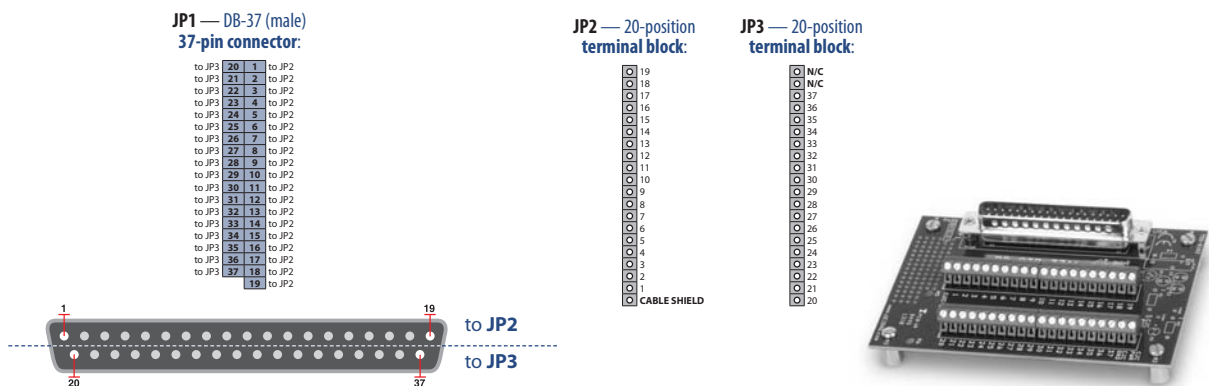 JP1 — DB-37 (male)
37-pin connector:
to JP3 20 1 to JP2
to JP3 21 2 to JP2
to JP3 22 3 to JP2
to JP3 23 4 to JP2
to JP3 24 5 to JP2
to JP3 25 6 to JP2
to JP3 26 7 to JP2
to JP3 27 8 to JP2
to JP3 28 9 to JP2
to JP3 29 10 to JP2
to JP3 30 11 to JP2
to JP3 31 12 to JP2
to JP3 32 13 to JP2
to JP3 33 14 to JP2
to JP3 34 15 to JP2
to JP3 35 16 to JP2
to JP3 36 17 to JP2
to JP3 37 18 to JP2
19 to JP2
1 19
to JP2
to JP3
20 37
JP2 — 20-position
terminal block:
19
18
17
16
15
14
13
12
11
10
9
8
7
6
5
4
3
2
1
CABLE SHIELD
JP3 — 20-position
terminal block:
N/C
N/C
37
36
35
34
33
32
31
30
29
28
27
26
25
24
23
22
21
20